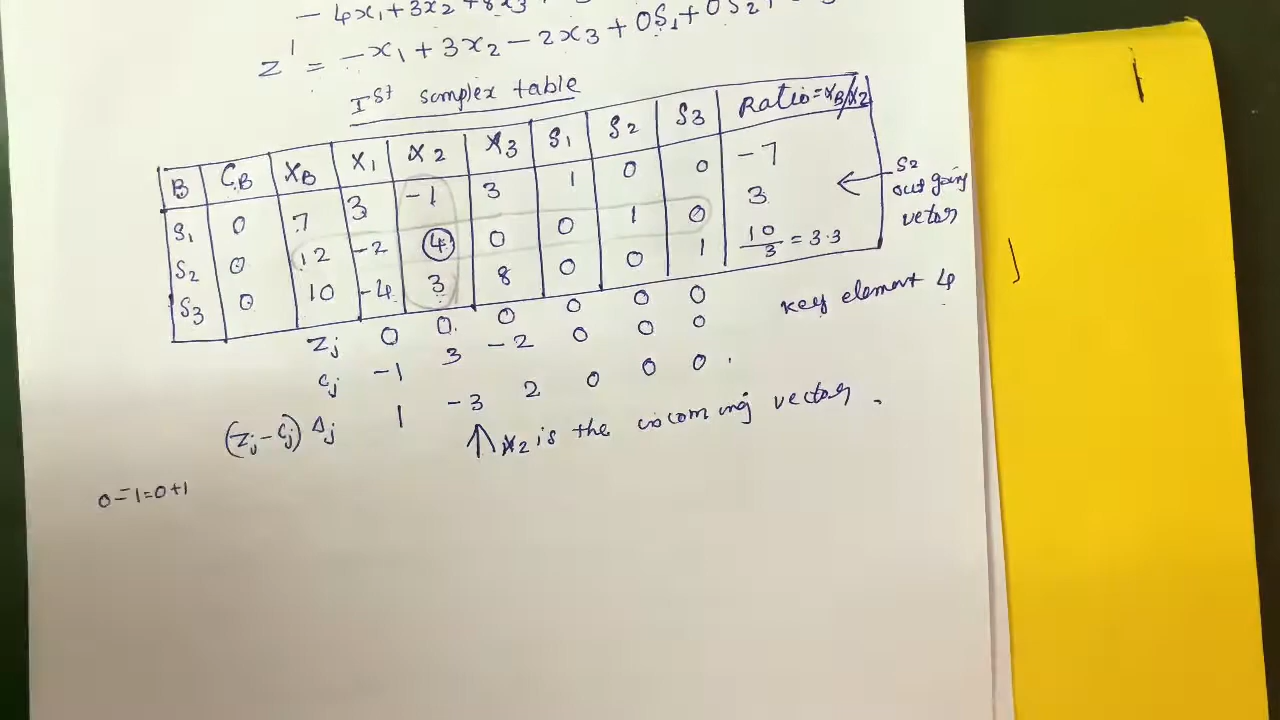 - 4x₁ + 3x₂ + 8x₃
z' = -x₁ + 3x₂ - 2x₃ + 0S₁ + 0S₂ +
Ist samplex table
B CB XB X1 X2 X3 S1 S2 S3 Ratio = XB/X2
S1 0 7 3 -1 3 1 0 0 -7
S2 0 12 -2 4 0 0 1 0 3
S3 0 10 -4 3 8 0 0 1 10/3 = 3.3
← S2 out going vector
key element 4
Zj 0 0 0 0 0 0
Cj -1 3 -2 0 0 0
(Zj - Cj) Δj 1 -3 2 0 0 0
↑ X2 is the incoming vector.
0--1=0+1